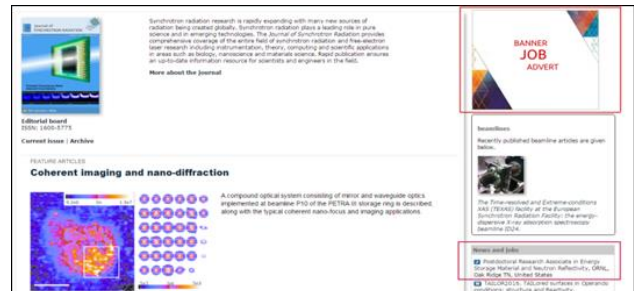 Journal of
SYNCHROTRON RADIATION
Synchrotron radiation research is rapidly expanding with many new sources of
radiation being created globally. Synchrotron radiation plays a leading role in pure
science and in emerging technologies. The Journal of Synchrotron Radiation provides
comprehensive coverage of the entire field of synchrotron radiation and free-electron
laser research including instrumentation, theory, computing and scientific applications
in areas such as biology, nanoscience and materials science. Rapid publication ensures
an up-to-date information resource for scientists and engineers in the field.
More about the journal
Editorial board
ISSN: 1600-5775
Current issue | Archive
FEATURE ARTICLES
Coherent imaging and nano-diffraction
A compound optical system consisting of mirror and waveguide optics
implemented at beamline P10 of the PETRA III storage ring is described
along with the typical coherent nano-focus and imaging applications.
BANNER
JOB
ADVERT
beamlines
Recently published beamline articles are given
below.
The Time-resolved and Extreme-conditions
XAS (TEXAS) facility at the European
Synchrotron Radiation Facility: the energy-
dispersive X-ray absorption spectroscopy
beamline ID24.
News and jobs
Postdoctoral Research Associate in Energy
Storage Material and Neutron Reflectivity, ORNL,
Oak Ridge TN, United States
TAILOR2016. TAILored surfaces in Operando
conditions: structure and Reactivity.